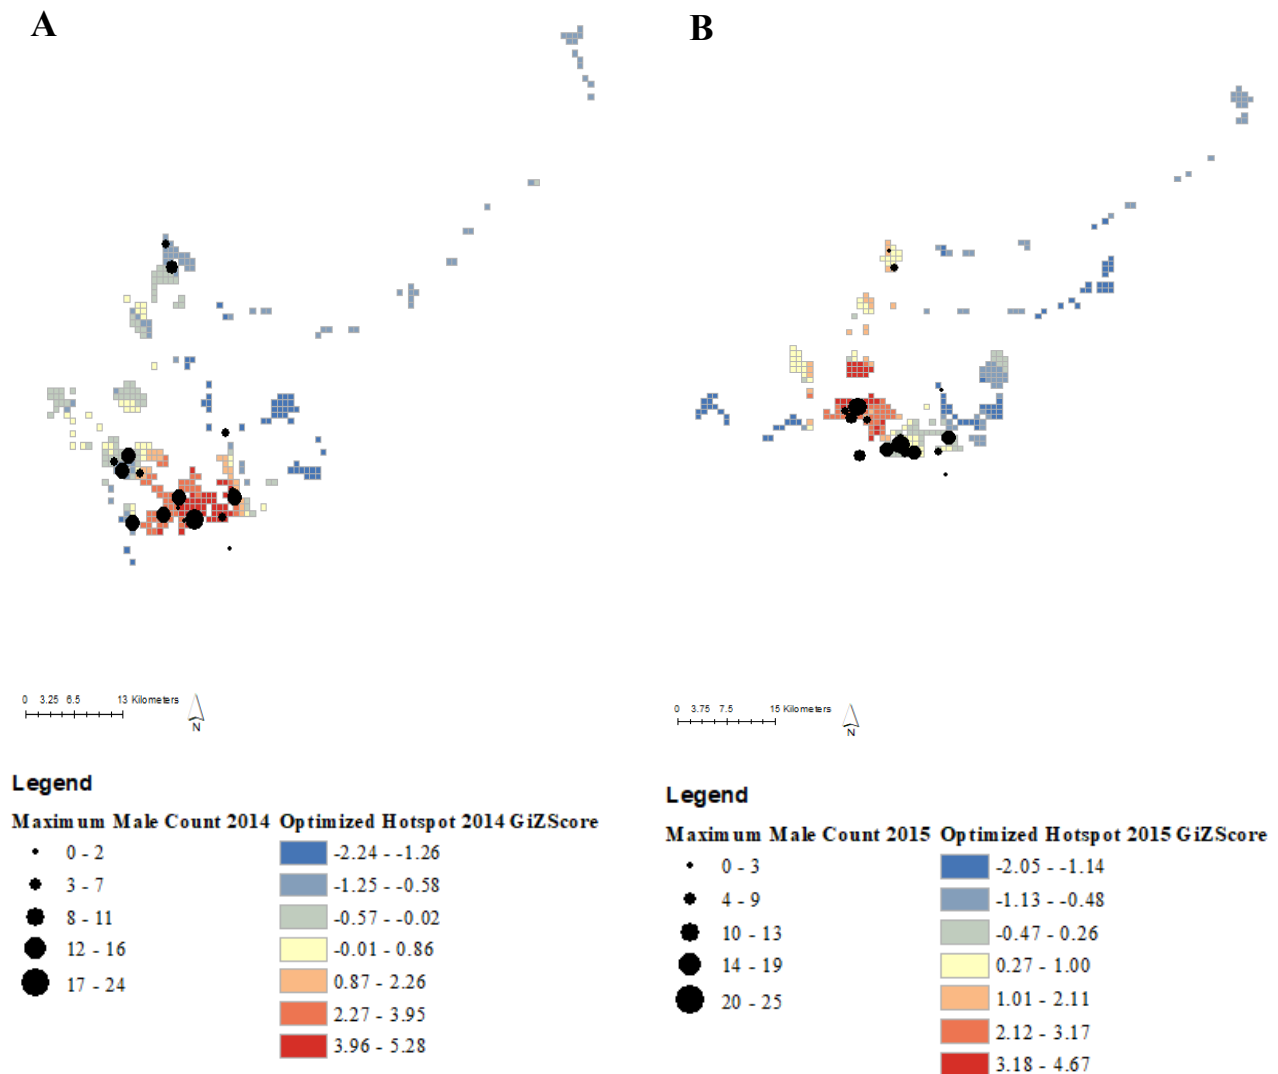 A
B
0 3.25 6.5 13 Kilometers
N
0 3.75 7.5 15 Kilometers
N
Legend
Maximum Male Count 2014 Optimized Hotspot 2014 GiZScore
0 - 2
3 - 7
8 - 11
12 - 16
17 - 24
-2.24 - -1.26
-1.25 - -0.58
-0.57 - -0.02
-0.01 - 0.86
0.87 - 2.26
2.27 - 3.95
3.96 - 5.28
Legend
Maximum Male Count 2015 Optimized Hotspot 2015 GiZScore
0 - 3
4 - 9
10 - 13
14 - 19
20 - 25
-2.05 - -1.14
-1.13 - -0.48
-0.47 - 0.26
0.27 - 1.00
1.01 - 2.11
2.12 - 3.17
3.18 - 4.67